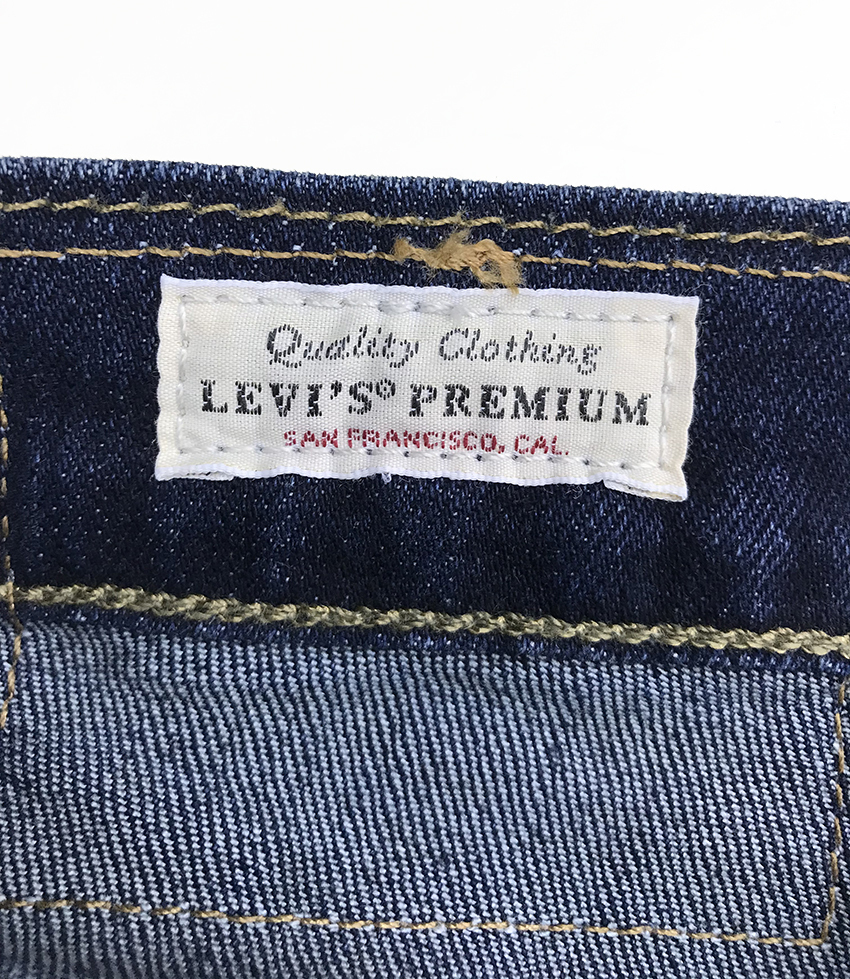 Quality Clothing
LEVI'S® PREMIUM
SAN FRANCISCO, CAL.